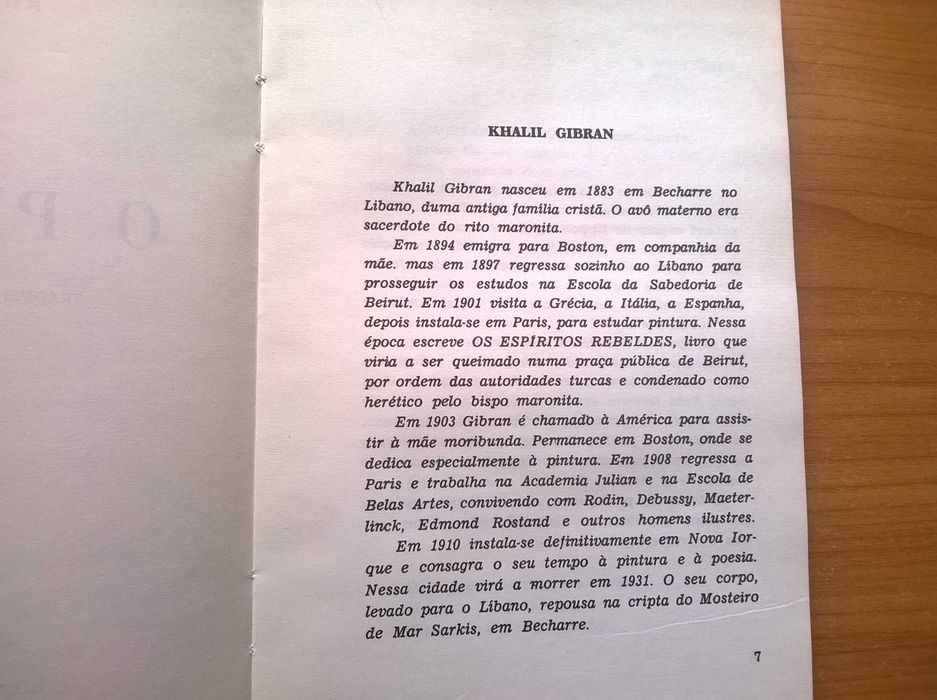 KHALIL GIBRAN
Khalil Gibran nasceu em 1883 em Becharre no
Líbano, duma antiga família cristã. O avô materno era
sacerdote do rito maronita.
Em 1894 emigra para Boston, em companhia da
mãe. mas em 1897 regressa sozinho ao Líbano para
prosseguir os estudos na Escola da Sabedoria de
Beirut. Em 1901 visita a Grécia, a Itália, a Espanha,
depois instala-se em Paris, para estudar pintura. Nessa
época escreve OS ESPÍRITOS REBELDES, livro que
viria a ser queimado numa praça pública de Beirut,
por ordem das autoridades turcas e condenado como
herético pelo bispo maronita.
Em 1903 Gibran é chamado à América para assis-
tir à mãe moribunda. Permanece em Boston, onde se
dedica especialmente à pintura. Em 1908 regressa a
Paris e trabalha na Academia Julian e na Escola de
Belas Artes, convivendo com Rodin, Debussy, Maeter-
linck, Edmond Rostand e outros homens ilustres.
Em 1910 instala-se definitivamente em Nova Ior-
que e consagra o seu tempo à pintura e à poesia.
Nessa cidade virá a morrer em 1931. O seu corpo,
levado para o Líbano, repousa na cripta do Mosteiro
de Mar Sarkis, em Becharre.
7